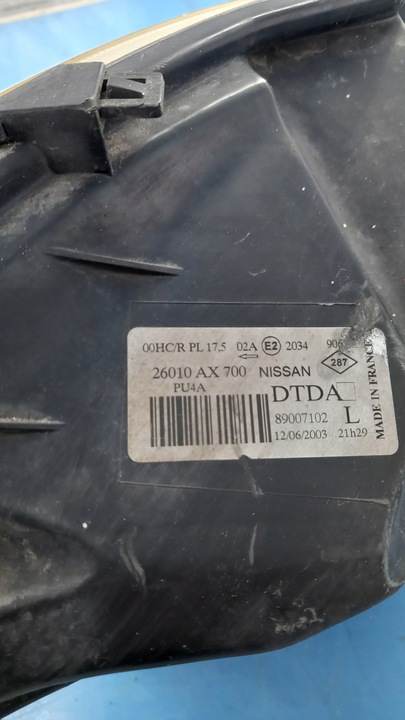 00HC/R PL 17,5 02A E2 2034
287
26010 AX 700 NISSAN
PU4A
DTDA
89007102 L
12/06/2003 21h29
MADE IN FRANCE